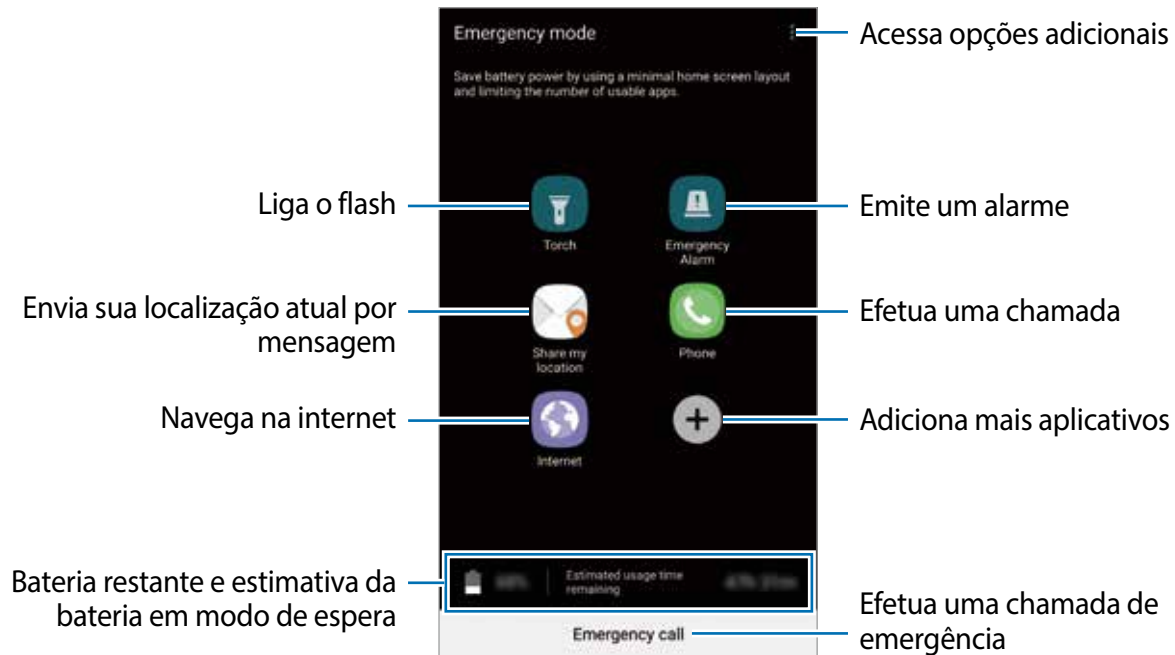 Emergency mode
Acessa opções adicionais
Save battery power by using a minimal home screen layout
and limiting the number of usable apps.
Liga o flash
Torch
Emergency
Alarm
Emite um alarme
Envia sua localização atual por
mensagem
Share my
location
Phone
Efetua uma chamada
Navega na internet
Internet
Adiciona mais aplicativos
Bateria restante e estimativa da
bateria em modo de espera
Estimated usage time
remaining
Emergency call
Efetua uma chamada de
emergência